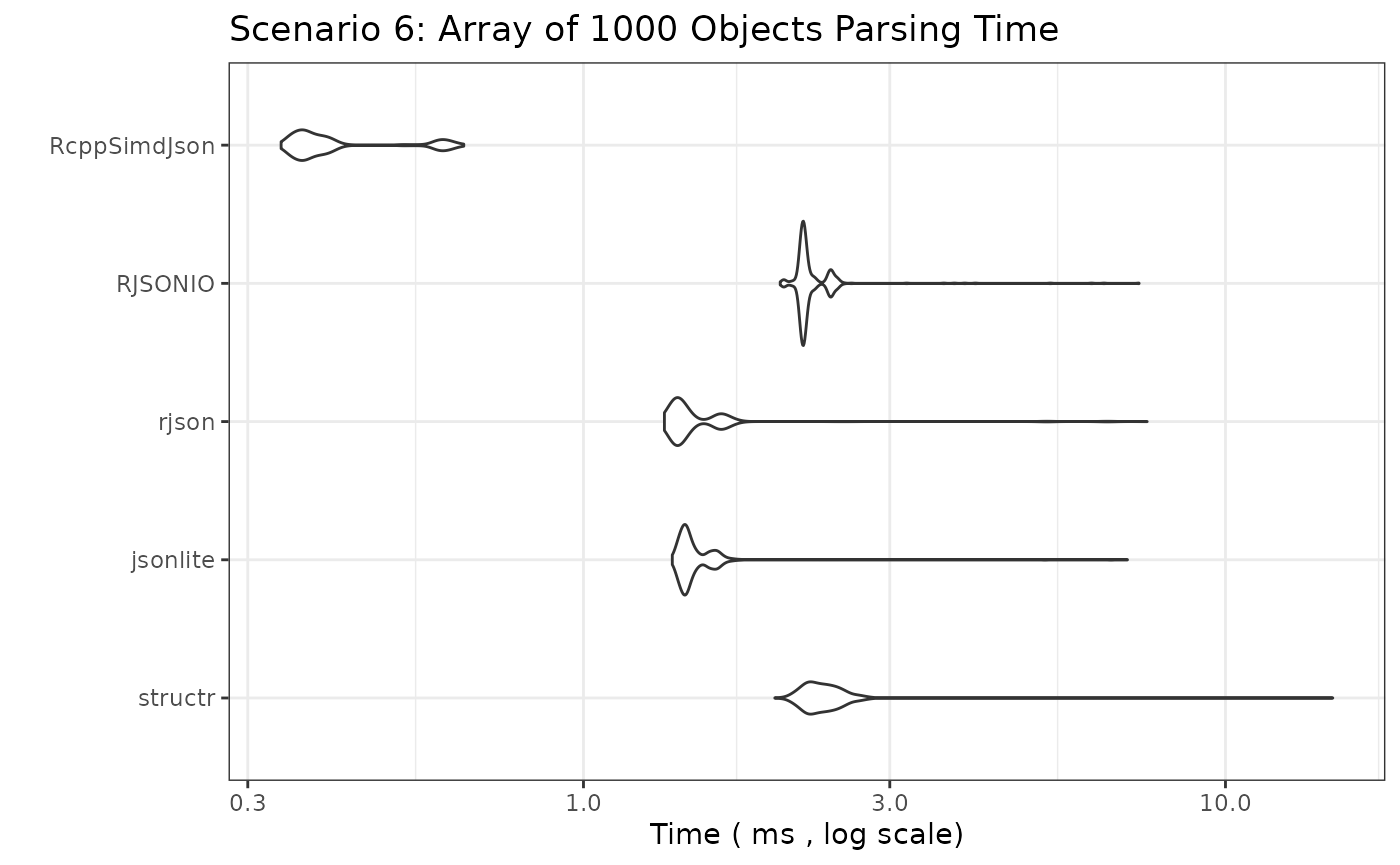 Scenario 6: Array of 1000 Objects Parsing Time
RcppSimdJson
RJSONIO
rjson
jsonlite
structr
0.3 1.0 3.0 10.0
Time ( ms , log scale)